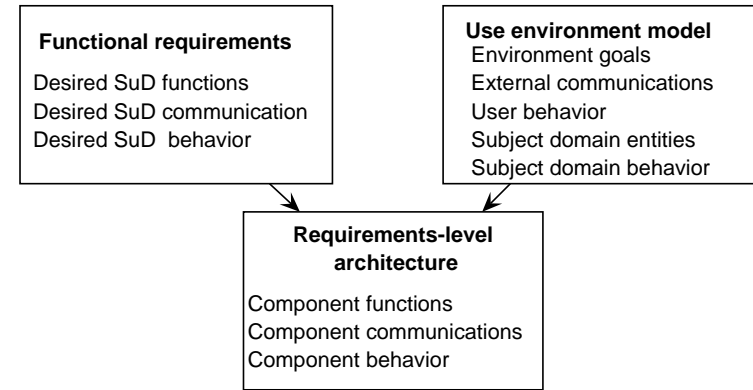 Functional requirements
Desired SuD functions
Desired SuD communication
Desired SuD behavior
Use environment model
Environment goals
External communications
User behavior
Subject domain entities
Subject domain behavior
Requirements-level
architecture
Component functions
Component communications
Component behavior